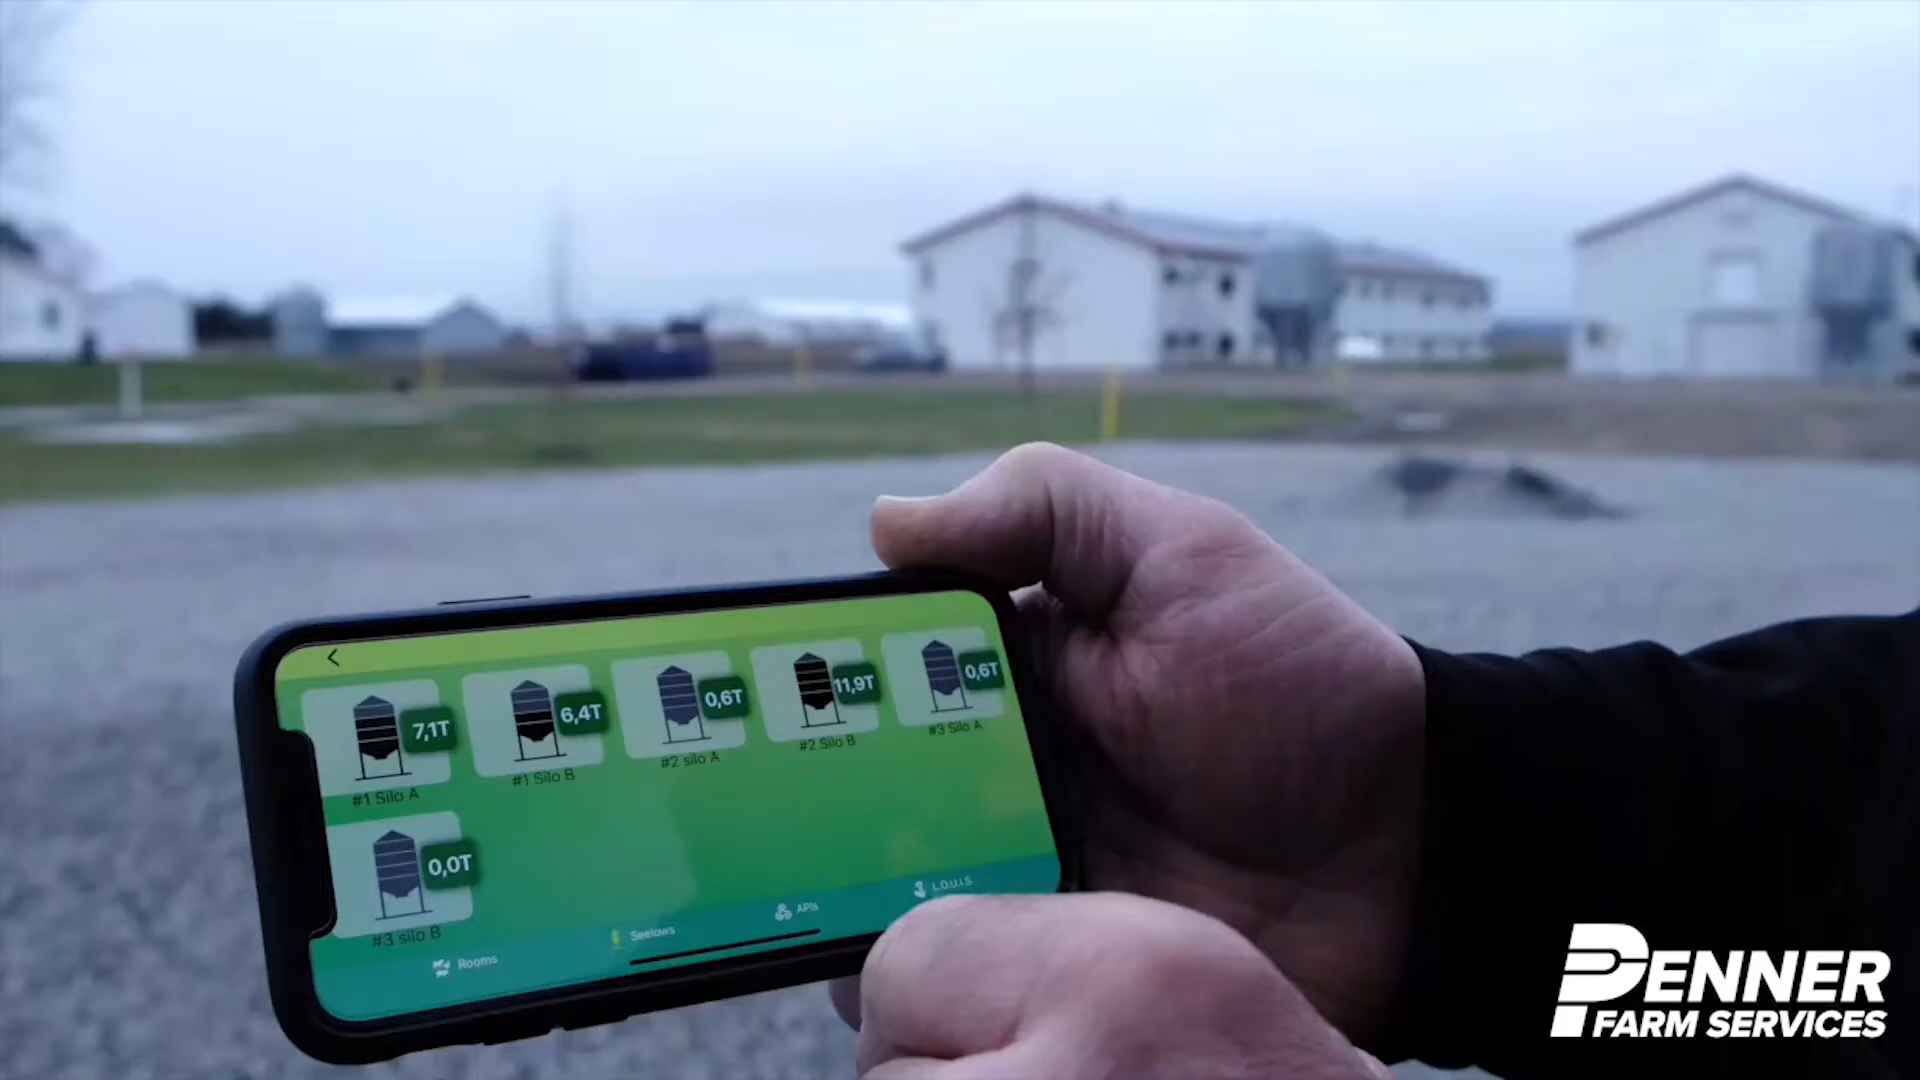 7,1T
6,4T
0,6T
11,9T
0,6T
#1 Silo A
#1 Silo B
#2 silo A
#2 Silo B
#3 Silo A
0,0T
#3 silo B
Rooms
Seelows
APIs
L.O.U.I.S.
PENNER
FARM SERVICES